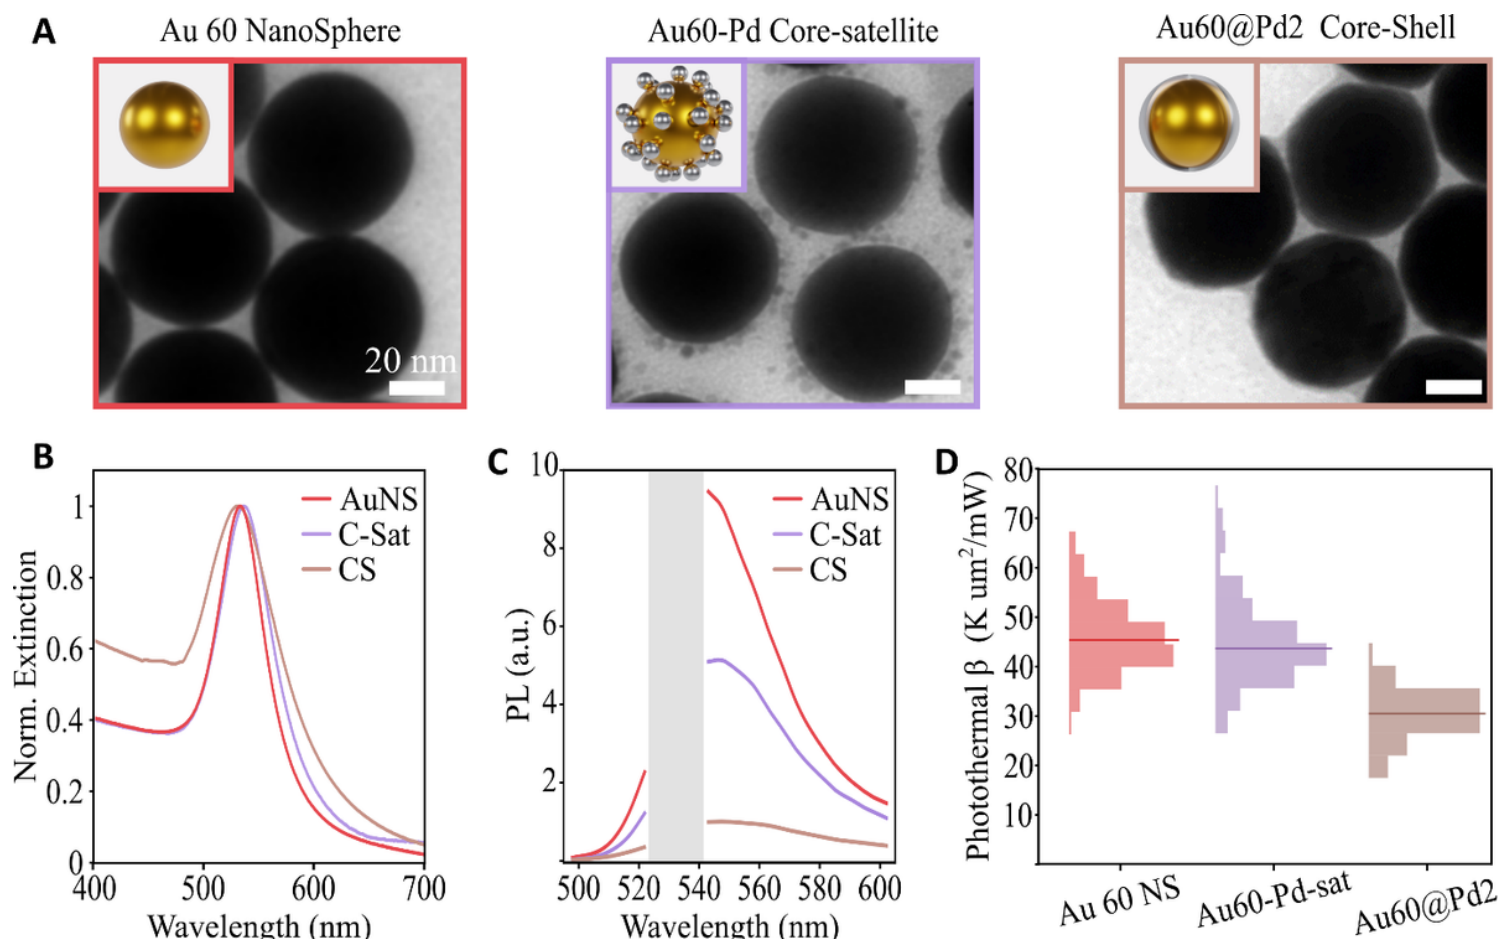 A
Au 60 NanoSphere
Au60-Pd Core-satellite
Au60@Pd2 Core-Shell
20 nm
B
Norm. Extinction
1
0.8
0.6
0.4
0.2
0
400
500
600
700
Wavelength (nm)
AuNS
C-Sat
CS
C
PL (a.u.)
10
8
6
4
2
500
520
540
560
580
600
Wavelength (nm)
AuNS
C-Sat
CS
D
Photothermal β (K um²/mW)
80
70
60
50
40
30
20
10
Au 60 NS
Au60-Pd-sat
Au60@Pd2